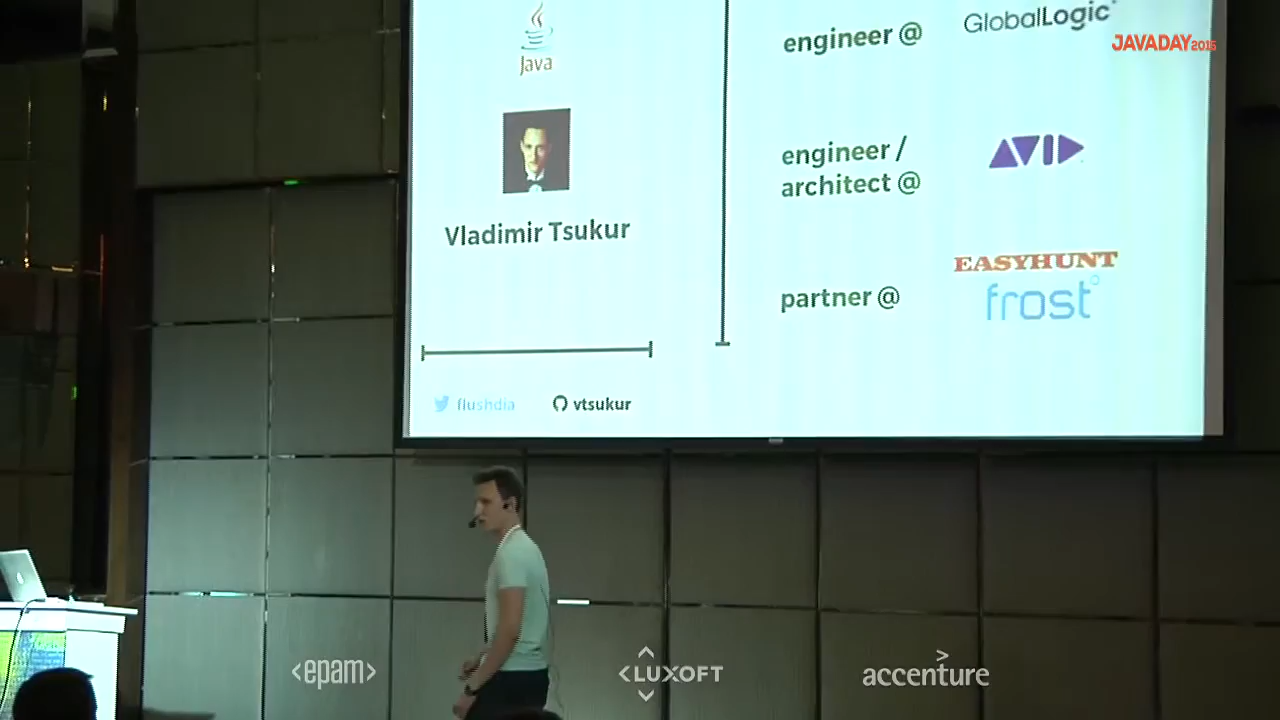 Java
Vladimir Tsukur
flushdia
vtsukur
engineer @
GlobalLogic
JAVADAY2015
engineer /
architect @
AVID
partner @
EASYHUNT
frost
<epam>
LUXOFT
accenture